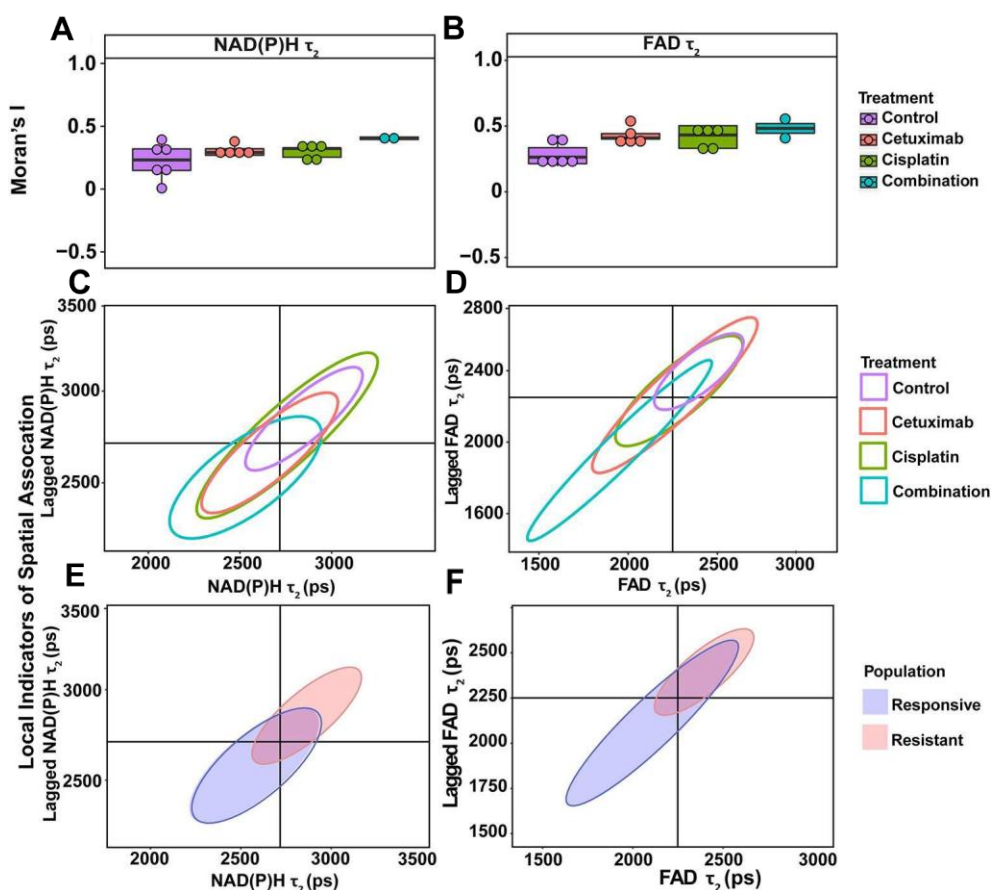 A
NAD(P)H τ2
1.0
0.5
0
−0.5
Moran's I
B
FAD τ2
1.0
0.5
0
−0.5
Treatment
Control
Cetuximab
Cisplatin
Combination
Local Indicators of Spatial Assocation
C
3500
3000
2500
Lagged NAD(P)H τ2 (ps)
2000 2500 3000
NAD(P)H τ2 (ps)
D
2800
2400
2000
1600
Lagged FAD τ2 (ps)
1500 2000 2500 3000
FAD τ2 (ps)
Treatment
Control
Cetuximab
Cisplatin
Combination
E
3500
3000
2500
Lagged NAD(P)H τ2 (ps)
2000 2500 3000 3500
NAD(P)H τ2 (ps)
F
2500
2250
2000
1750
1500
Lagged FAD τ2 (ps)
1500 2000 2500 3000
FAD τ2 (ps)
Population
Responsive
Resistant